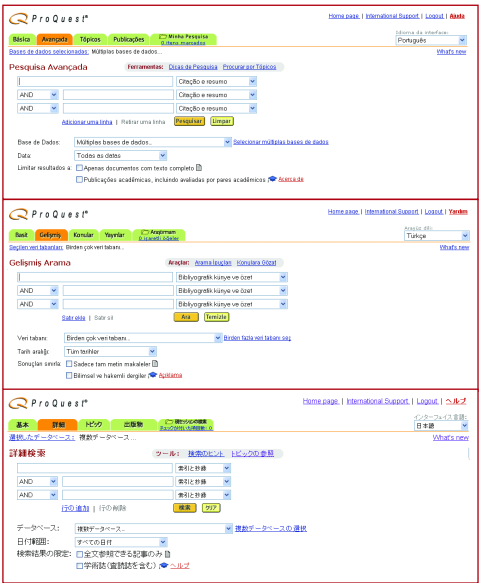 ProQuest®
Home page | International Support | Logout | Ajuda
Básica Avançada Tópicos Publicações Minha Pesquisa
0 itens marcados
Idioma da interface:
Português
Bases de dados selecionadas: Múltiplas bases de dados...
What's new
Pesquisa Avançada
Ferramentas: Dicas de Pesquisa Procurar por Tópicos
Citação e resumo
AND Citação e resumo
AND Citação e resumo
Adicionar uma linha | Retirar uma linha Pesquisar Limpar
Base de Dados: Múltiplas bases de dados... Selecionar múltiplas bases de dados
Data: Todas as datas
Limitar resultados a: Apenas documentos com texto completo
Publicações acadêmicas, incluindo avaliadas por pares acadêmicos Acerca de
ProQuest®
Home page | International Support | Logout | Yardım
Basit Gelişmiş Konular Yayınlar Araştırmam
0 işaretli öğeler
Arayüz dili:
Türkçe
Seçilen veri tabanları: Birden çok veri tabanı...
What's new
Gelişmiş Arama
Araçlar: Arama İpuçları Konulara Gözat
Bibliyografik künye ve özet
AND Bibliyografik künye ve özet
AND Bibliyografik künye ve özet
Satır ekle | Satır sil Ara Temizle
Veri tabanı: Birden çok veri tabanı... Birden fazla veri tabanı seç
Tarih aralığı: Tüm tarihler
Sonuçları sınırla: Sadece tam metin makaleler
Bilimsel ve hakemli dergiler Açıklama
ProQuest®
Home page | International Support | Logout | ヘルプ
基本 詳細 トピック 出版物
インターフェイス言語:
日本語
選択したデータベース: 複数データベース...
What's new
詳細検索
ツール: 検索のヒント トピックの参照
索引と抄録
AND 索引と抄録
AND 索引と抄録
行の追加 | 行の削除 検索 クリア
データベース: 複数データベース... 複数データベースの選択
日付範囲: すべての日付
検索結果の限定: 全文参照できる記事のみ
学術誌(査読誌を含む) ヘルプ